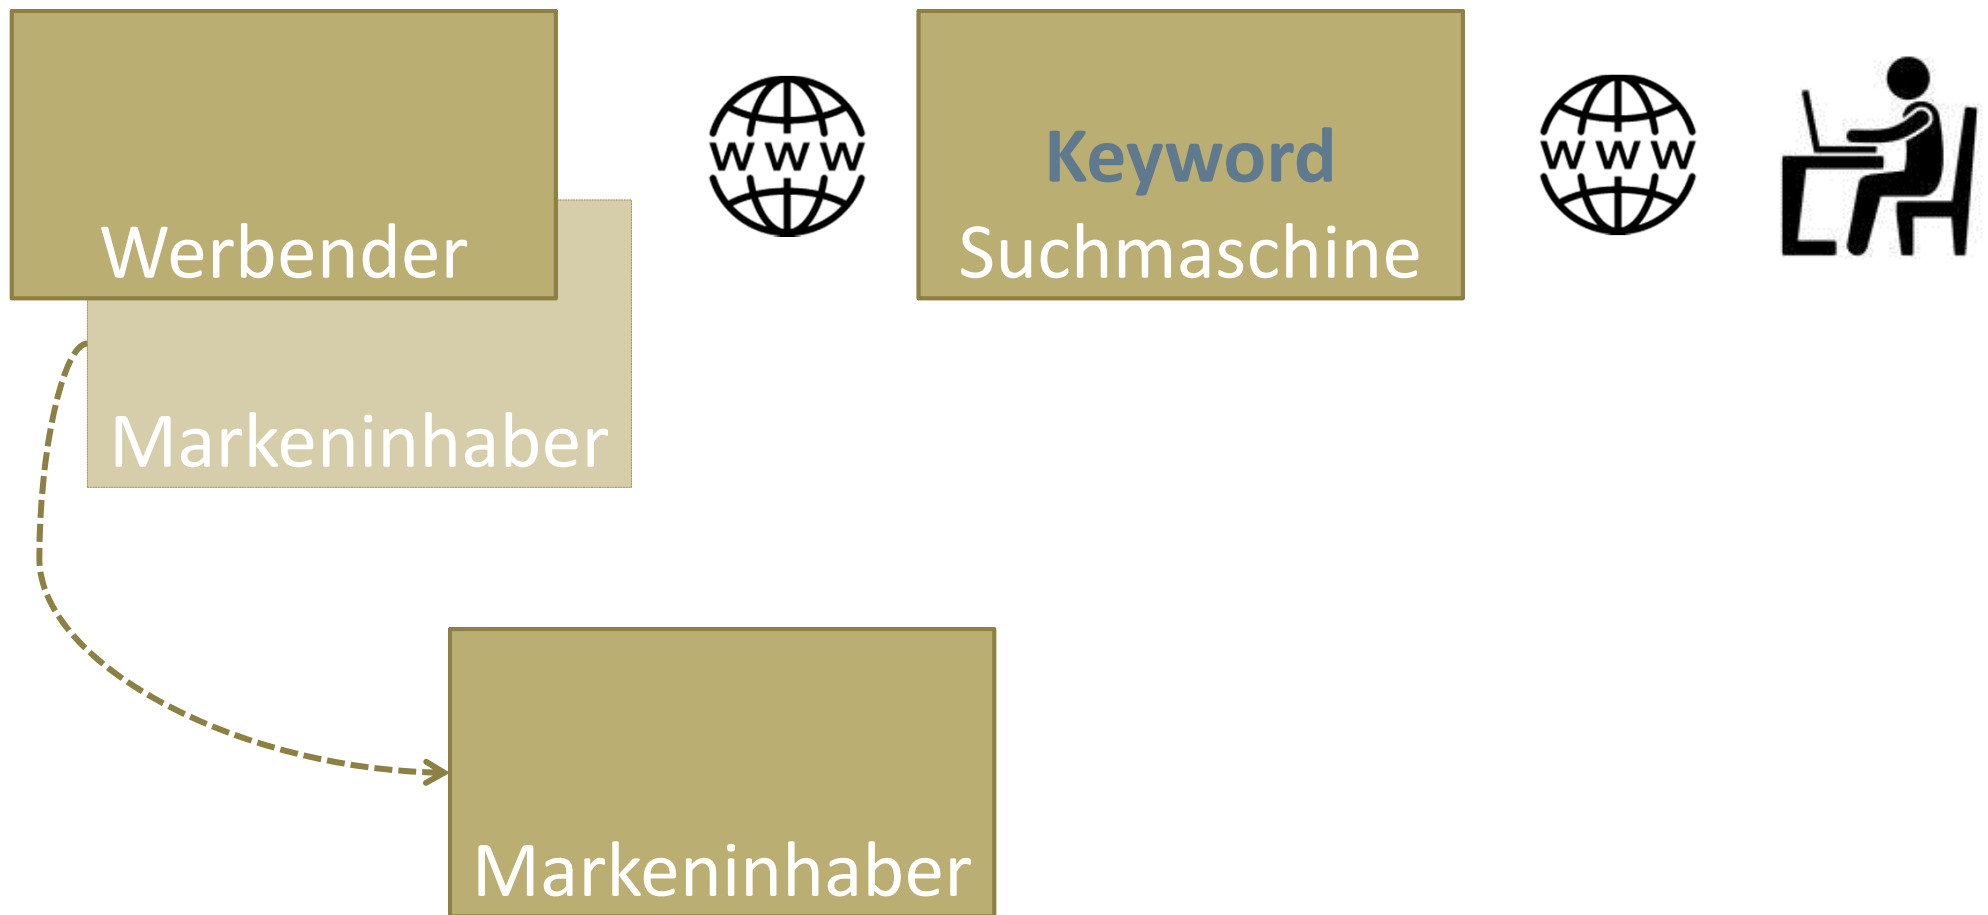 Werbender
WWW
Keyword
Suchmaschine
WWW
Markeninhaber
Markeninhaber